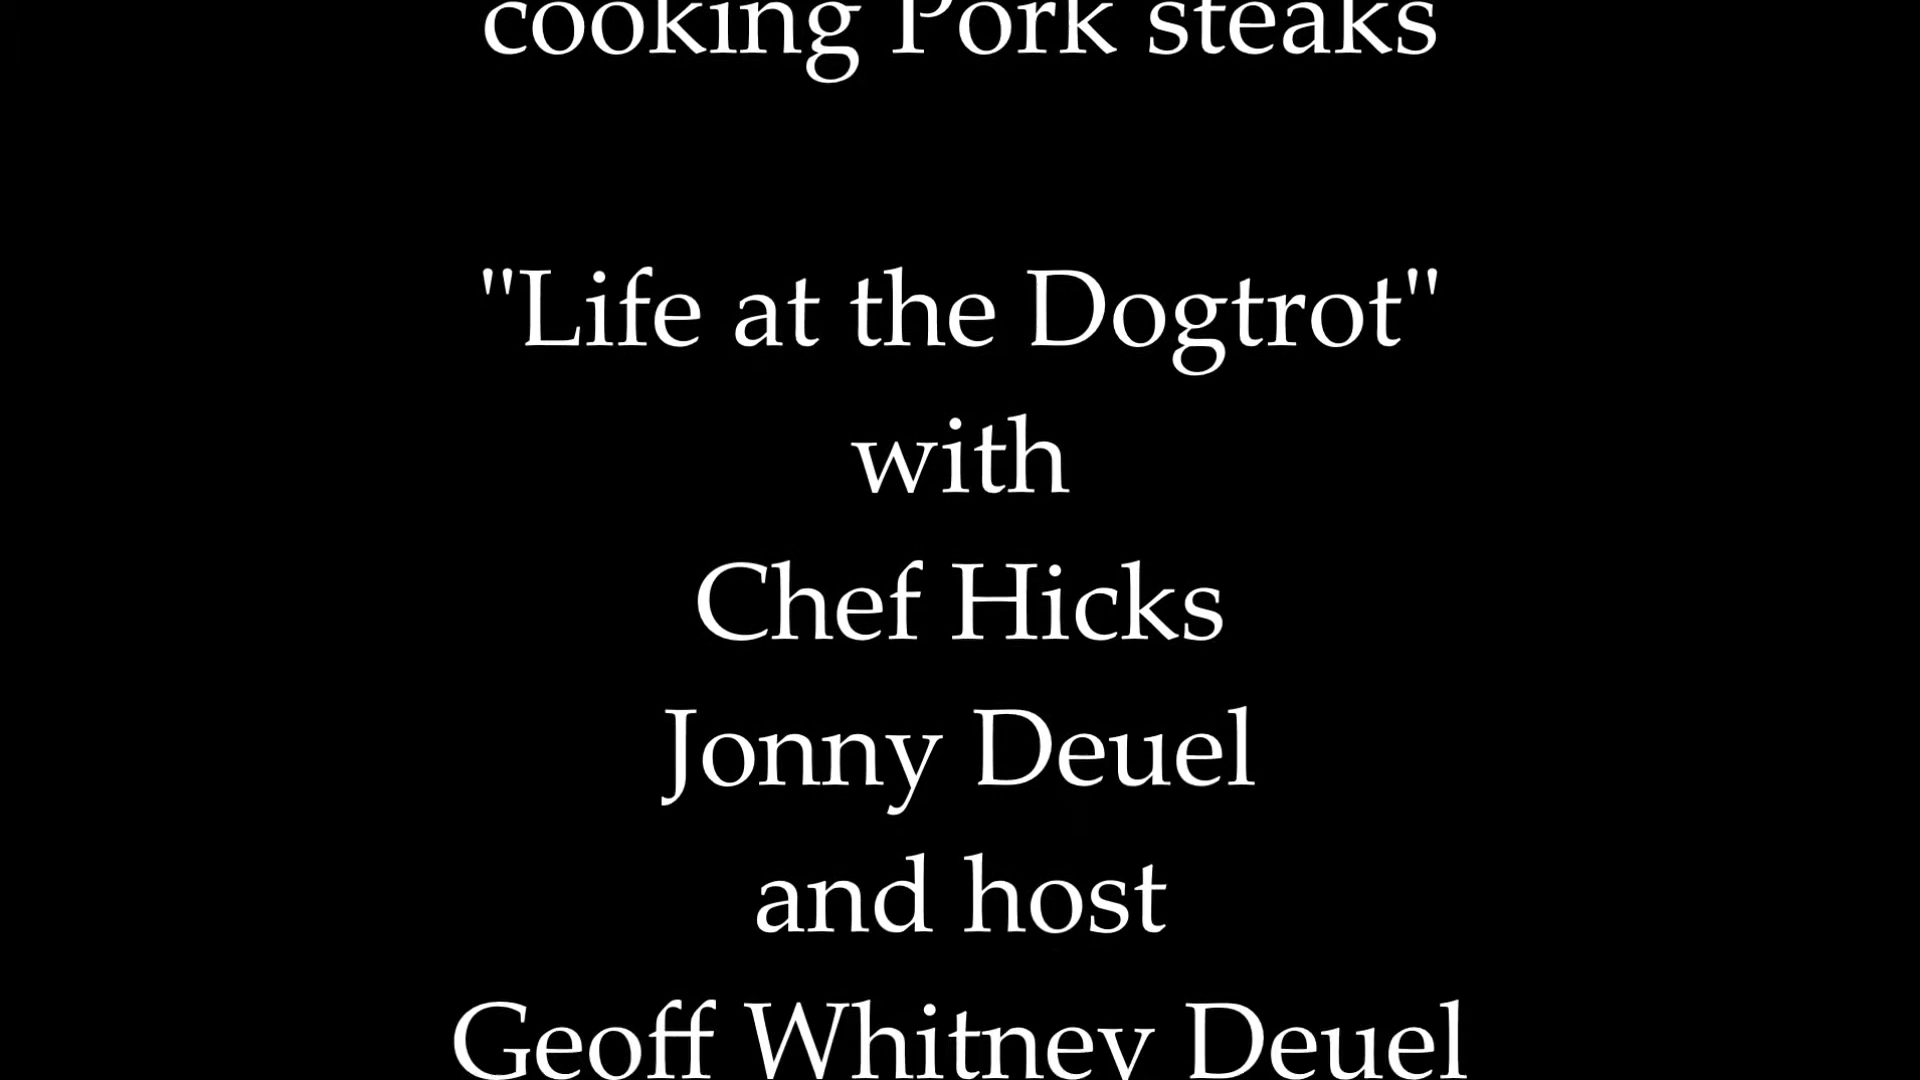 cooking Pork steaks
"Life at the Dogtrot"
with
Chef Hicks
Jonny Deuel
and host
Geoff Whitney Deuel